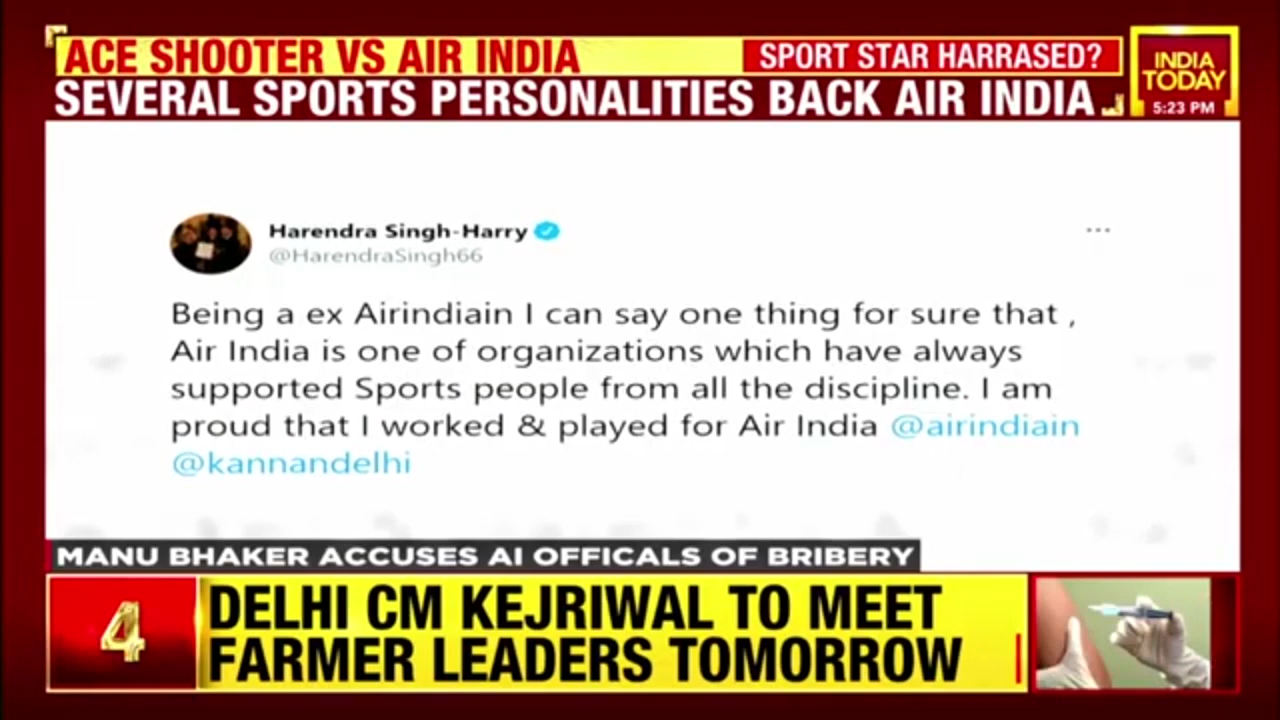 ACE SHOOTER VS AIR INDIA
SPORT STAR HARRASED?
INDIA
TODAY
5:23 PM
SEVERAL SPORTS PERSONALITIES BACK AIR INDIA
Harendra Singh-Harry
@HarendraSingh66
Being a ex Airindiain I can say one thing for sure that ,
Air India is one of organizations which have always
supported Sports people from all the discipline. I am
proud that I worked & played for Air India @airindiain
@kannandelhi
MANU BHAKER ACCUSES AI OFFICALS OF BRIBERY
4
DELHI CM KEJRIWAL TO MEET
FARMER LEADERS TOMORROW